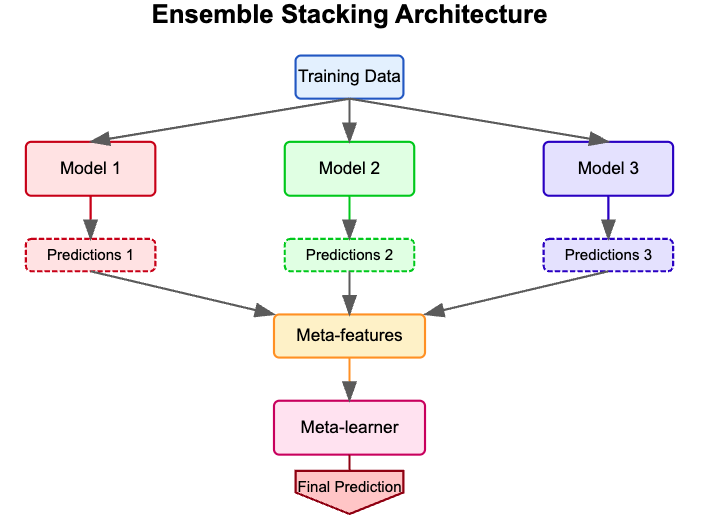 Ensemble Stacking Architecture
Training Data
Model 1
Model 2
Model 3
Predictions 1
Predictions 2
Predictions 3
Meta-features
Meta-learner
Final Prediction